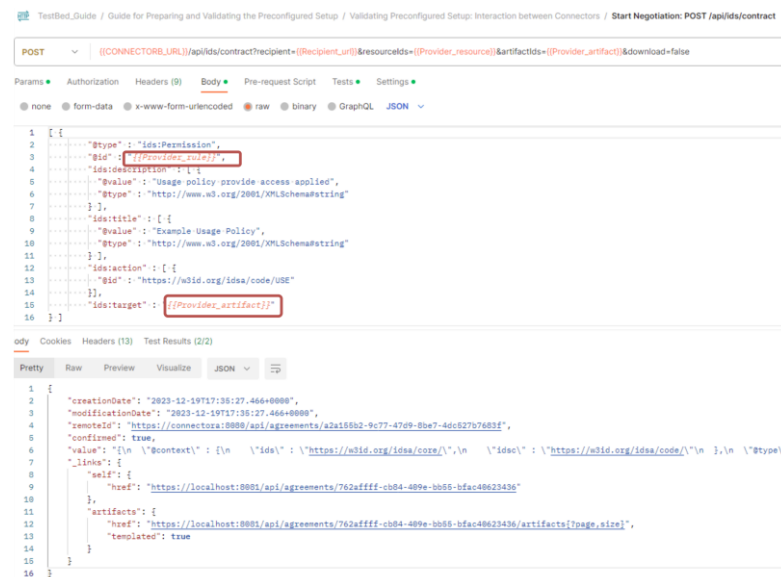 TestBed_Guide / Guide for Preparing and Validating the Preconfigured Setup / Validating Preconfigured Setup: Interaction between Connectors / Start Negotiation: POST /api/ids/contract
POST {{CONNECTORB_URL}}/api/ids/contract?recipient={{Recipient_url}}&resourceIds={{Provider_resource}}&artifactIds={{Provider_artifact}}&download=false
Params Authorization Headers (9) Body Pre-request Script Tests Settings
none form-data x-www-form-urlencoded raw binary GraphQL JSON
1 [ {
2 "@type" : "ids:Permission",
3 "@id" : "{{Provider_rule}}",
4 "ids:description" : [ {
5 "@value" : "Usage policy provide access applied",
6 "@type" : "http://www.w3.org/2001/XMLSchema#string"
7 } ],
8 "ids:title" : [ {
9 "@value" : "Example Usage Policy",
10 "@type" : "http://www.w3.org/2001/XMLSchema#string"
11 } ],
12 "ids:action" : [ {
13 "@id" : "https://w3id.org/idsa/code/USE"
14 }],
15 "ids:target" : "{{Provider_artifact}}"
16 } ]
ody Cookies Headers (13) Test Results (2/2)
Pretty Raw Preview Visualize JSON
1 {
2 "creationDate": "2023-12-19T17:35:27.466+0000",
3 "modificationDate": "2023-12-19T17:35:27.466+0000",
4 "remoteId": "https://connectora:8080/api/agreements/a2a155b2-9c77-47d9-8be7-4dc527b7683f",
5 "confirmed": true,
6 "value": "{\n \"@context\" : {\n \"ids\" : \"https://w3id.org/idsa/core/\",\n \"idsc\" : \"https://w3id.org/idsa/code/\"\n },\n \"@type\
7 "_links": {
8 "self": {
9 "href": "https://localhost:8081/api/agreements/762affff-cb84-409e-bb55-bfac40623436"
10 },
11 "artifacts": {
12 "href": "https://localhost:8081/api/agreements/762affff-cb84-409e-bb55-bfac40623436/artifacts{?page,size}",
13 "templated": true
14 }
15 }
16 }